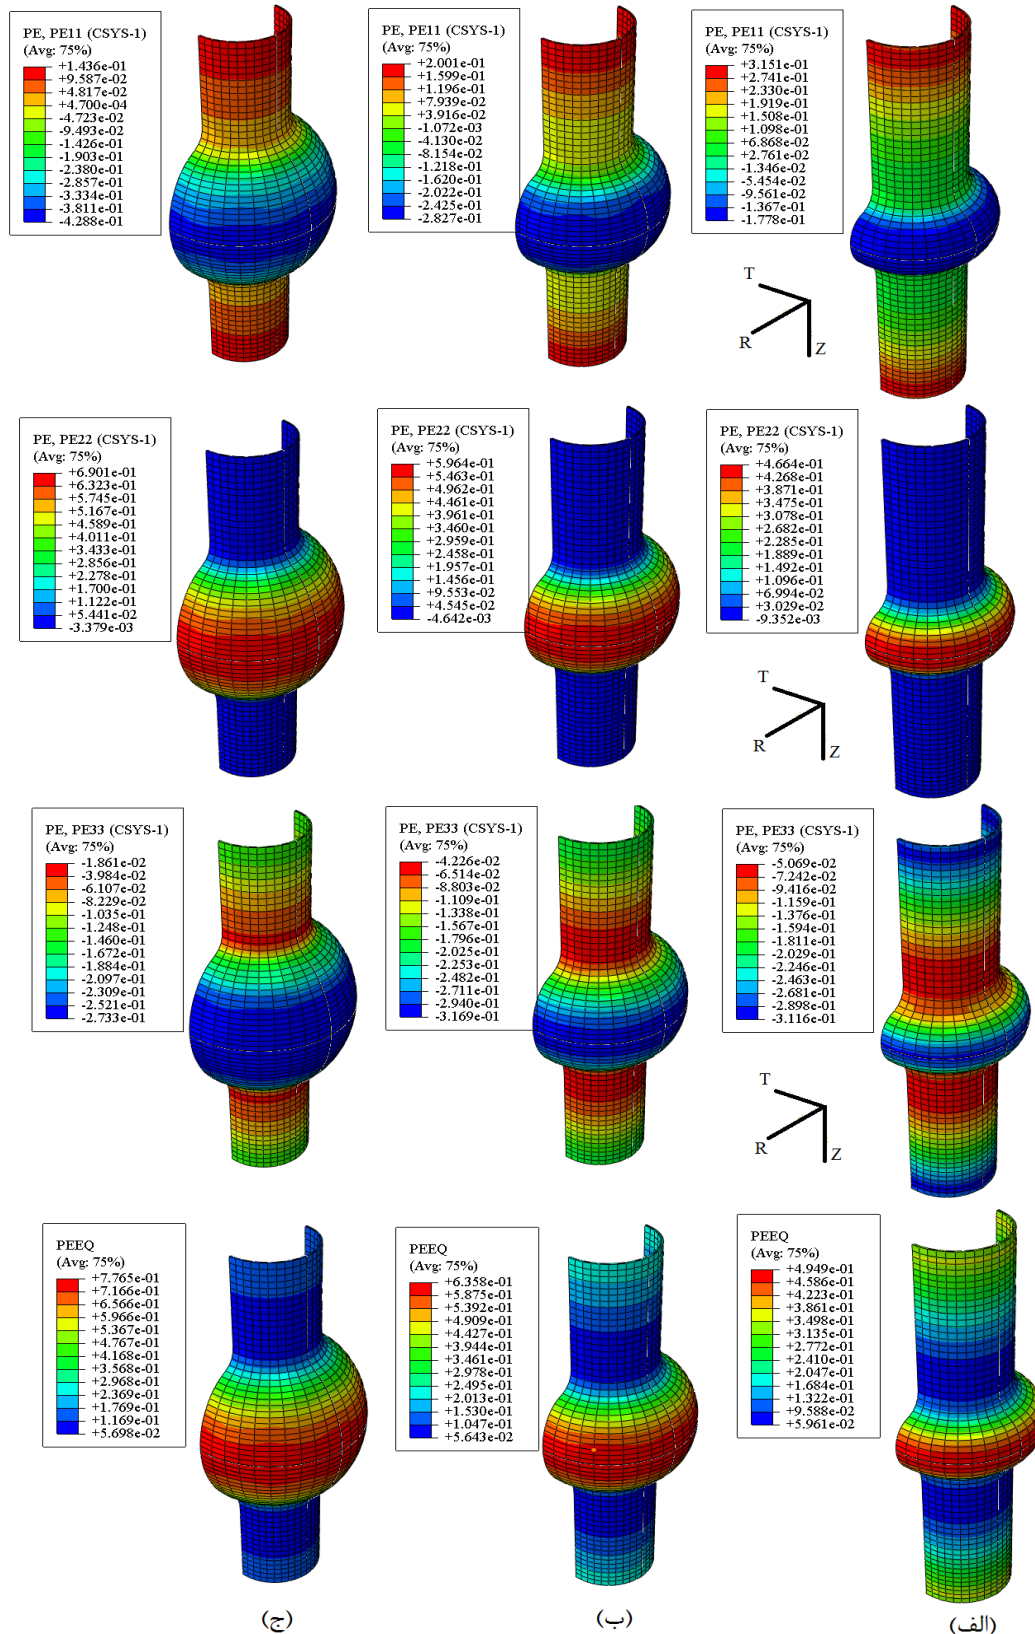 PE, PE11 (CSYS-1)
(Avg: 75%)
+1.436e-01
+9.587e-02
+4.817e-02
+4.700e-04
-4.723e-02
-9.493e-02
-1.426e-01
-1.903e-01
-2.380e-01
-2.857e-01
-3.334e-01
-3.811e-01
-4.288e-01
PE, PE11 (CSYS-1)
(Avg: 75%)
+2.001e-01
+1.599e-01
+1.196e-01
+7.939e-02
+3.916e-02
-1.072e-03
-4.130e-02
-8.154e-02
-1.218e-01
-1.620e-01
-2.022e-01
-2.425e-01
-2.827e-01
PE, PE11 (CSYS-1)
(Avg: 75%)
+3.151e-01
+2.741e-01
+2.330e-01
+1.919e-01
+1.508e-01
+1.098e-01
+6.868e-02
+2.761e-02
-1.346e-02
-5.454e-02
-9.561e-02
-1.367e-01
-1.778e-01
T
R
Z
PE, PE22 (CSYS-1)
(Avg: 75%)
+6.901e-01
+6.323e-01
+5.745e-01
+5.167e-01
+4.589e-01
+4.011e-01
+3.433e-01
+2.856e-01
+2.278e-01
+1.700e-01
+1.122e-01
+5.441e-02
-3.379e-03
PE, PE22 (CSYS-1)
(Avg: 75%)
+5.964e-01
+5.463e-01
+4.962e-01
+4.461e-01
+3.961e-01
+3.460e-01
+2.959e-01
+2.458e-01
+1.957e-01
+1.456e-01
+9.553e-02
+4.545e-02
-4.642e-03
PE, PE22 (CSYS-1)
(Avg: 75%)
+4.664e-01
+4.268e-01
+3.871e-01
+3.475e-01
+3.078e-01
+2.682e-01
+2.285e-01
+1.889e-01
+1.492e-01
+1.096e-01
+6.994e-02
+3.029e-02
-9.352e-03
T
R
Z
PE, PE33 (CSYS-1)
(Avg: 75%)
-1.861e-02
-3.984e-02
-6.107e-02
-8.229e-02
-1.035e-01
-1.248e-01
-1.460e-01
-1.672e-01
-1.884e-01
-2.097e-01
-2.309e-01
-2.521e-01
-2.733e-01
PE, PE33 (CSYS-1)
(Avg: 75%)
-4.226e-02
-6.514e-02
-8.803e-02
-1.109e-01
-1.338e-01
-1.567e-01
-1.796e-01
-2.025e-01
-2.253e-01
-2.482e-01
-2.711e-01
-2.940e-01
-3.169e-01
PE, PE33 (CSYS-1)
(Avg: 75%)
-5.069e-02
-7.242e-02
-9.416e-02
-1.159e-01
-1.376e-01
-1.594e-01
-1.811e-01
-2.029e-01
-2.246e-01
-2.463e-01
-2.681e-01
-2.898e-01
-3.116e-01
T
R
Z
PEEQ
(Avg: 75%)
+7.765e-01
+7.166e-01
+6.566e-01
+5.966e-01
+5.367e-01
+4.767e-01
+4.168e-01
+3.568e-01
+2.968e-01
+2.369e-01
+1.769e-01
+1.169e-01
+5.698e-02
PEEQ
(Avg: 75%)
+6.358e-01
+5.875e-01
+5.392e-01
+4.909e-01
+4.427e-01
+3.944e-01
+3.461e-01
+2.978e-01
+2.495e-01
+2.013e-01
+1.530e-01
+1.047e-01
+5.643e-02
PEEQ
(Avg: 75%)
+4.949e-01
+4.586e-01
+4.223e-01
+3.861e-01
+3.498e-01
+3.135e-01
+2.772e-01
+2.410e-01
+2.047e-01
+1.684e-01
+1.322e-01
+9.588e-02
+5.961e-02
(الف)
(ب)
(ج)